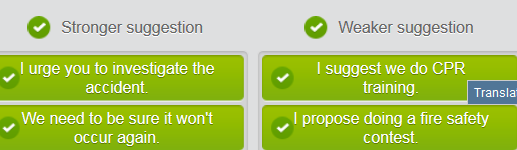 Stronger suggestion
Weaker suggestion
I urge you to investigate the
accident.
I suggest we do CPR
training.
Translat
We need to be sure it won't
occur again.
I propose doing a fire safety
contest.